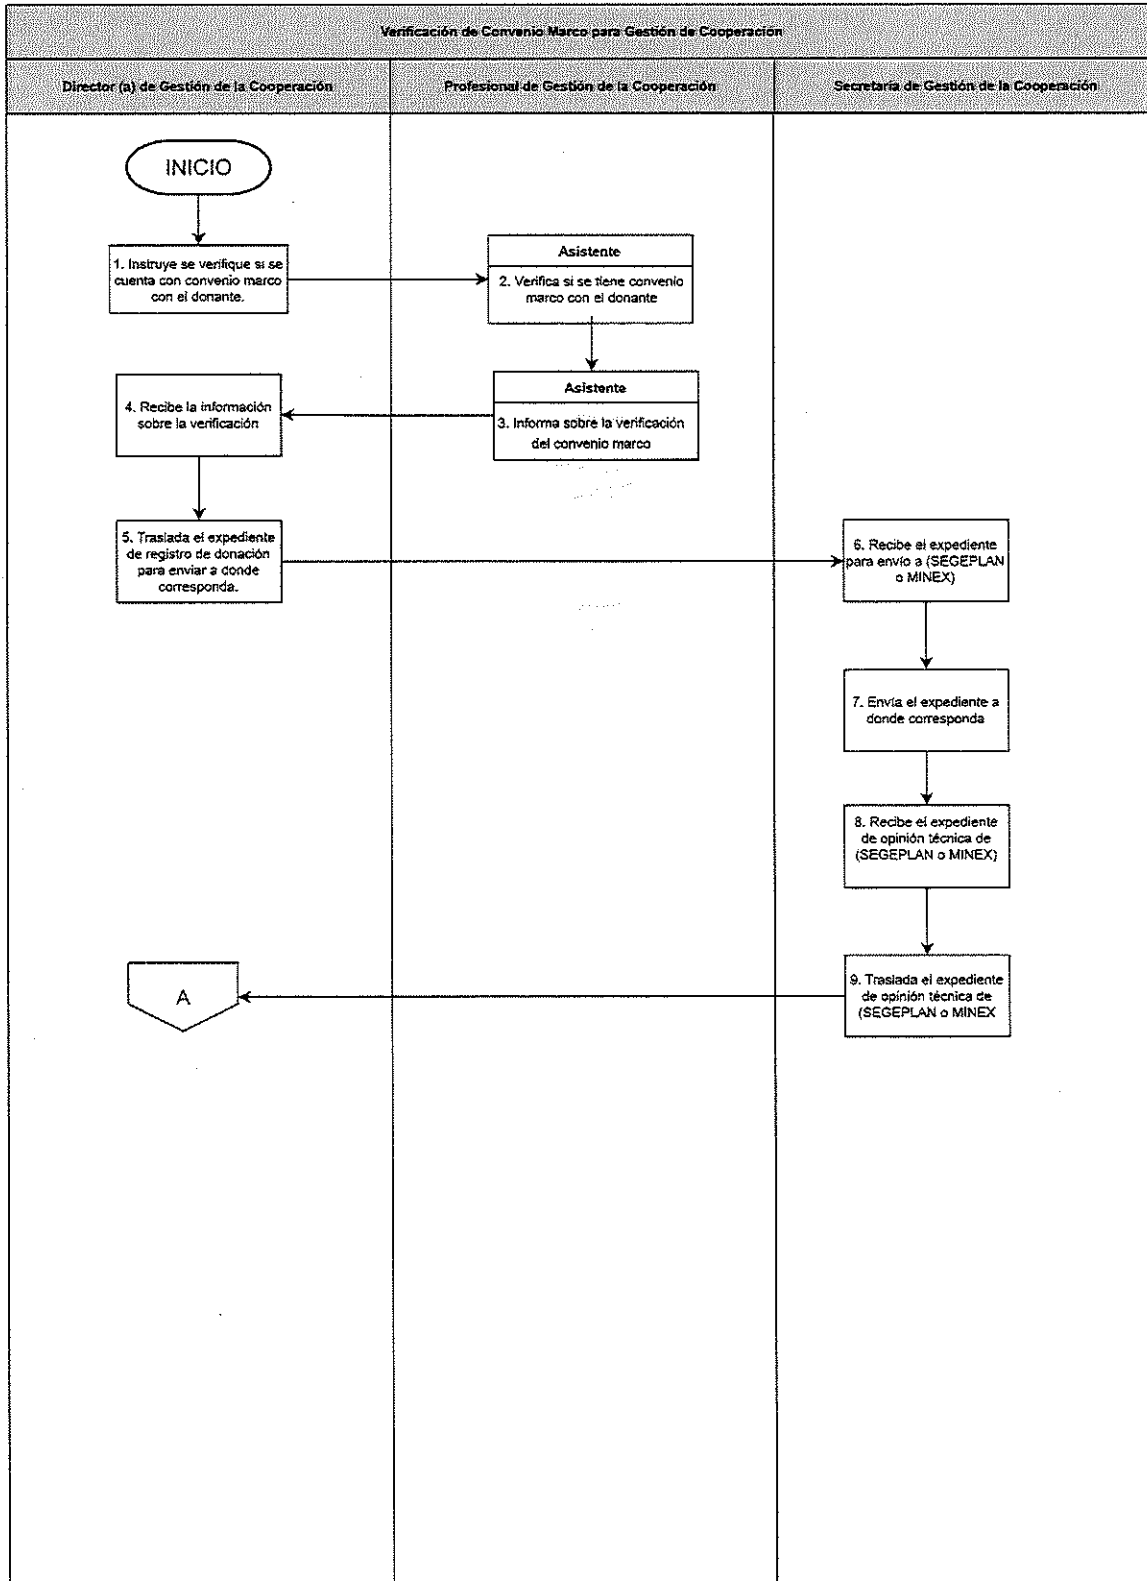 Verificación de Convenio Marco para Gestión de Cooperación
Director (a) de Gestión de la Cooperación
Profesional de Gestión de la Cooperación
Secretaria de Gestión de la Cooperación
INICIO
1. Instruye se verifique si se
cuenta con convenio marco
con el donante.
Asistente
2. Verifica si se tiene convenio
marco con el donante
Asistente
3. Informa sobre la verificación
del convenio marco
4. Recibe la información
sobre la verificación
5. Traslada el expediente
de registro de donación
para enviar a donde
corresponda.
6. Recibe el expediente
para envío a (SEGEPLAN
o MINEX)
7. Envía el expediente a
donde corresponda
8. Recibe el expediente
de opinión técnica de
(SEGEPLAN o MINEX)
9. Traslada el expediente
de opinión técnica de
(SEGEPLAN o MINEX
A